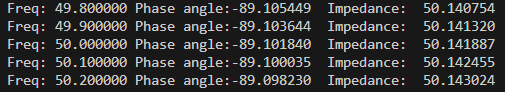 Freq: 49.800000 Phase angle:-89.105449  Impedance:  50.140754
Freq: 49.900000 Phase angle:-89.103644  Impedance:  50.141320
Freq: 50.000000 Phase angle:-89.101840  Impedance:  50.141887
Freq: 50.100000 Phase angle:-89.100035  Impedance:  50.142455
Freq: 50.200000 Phase angle:-89.098230  Impedance:  50.143024